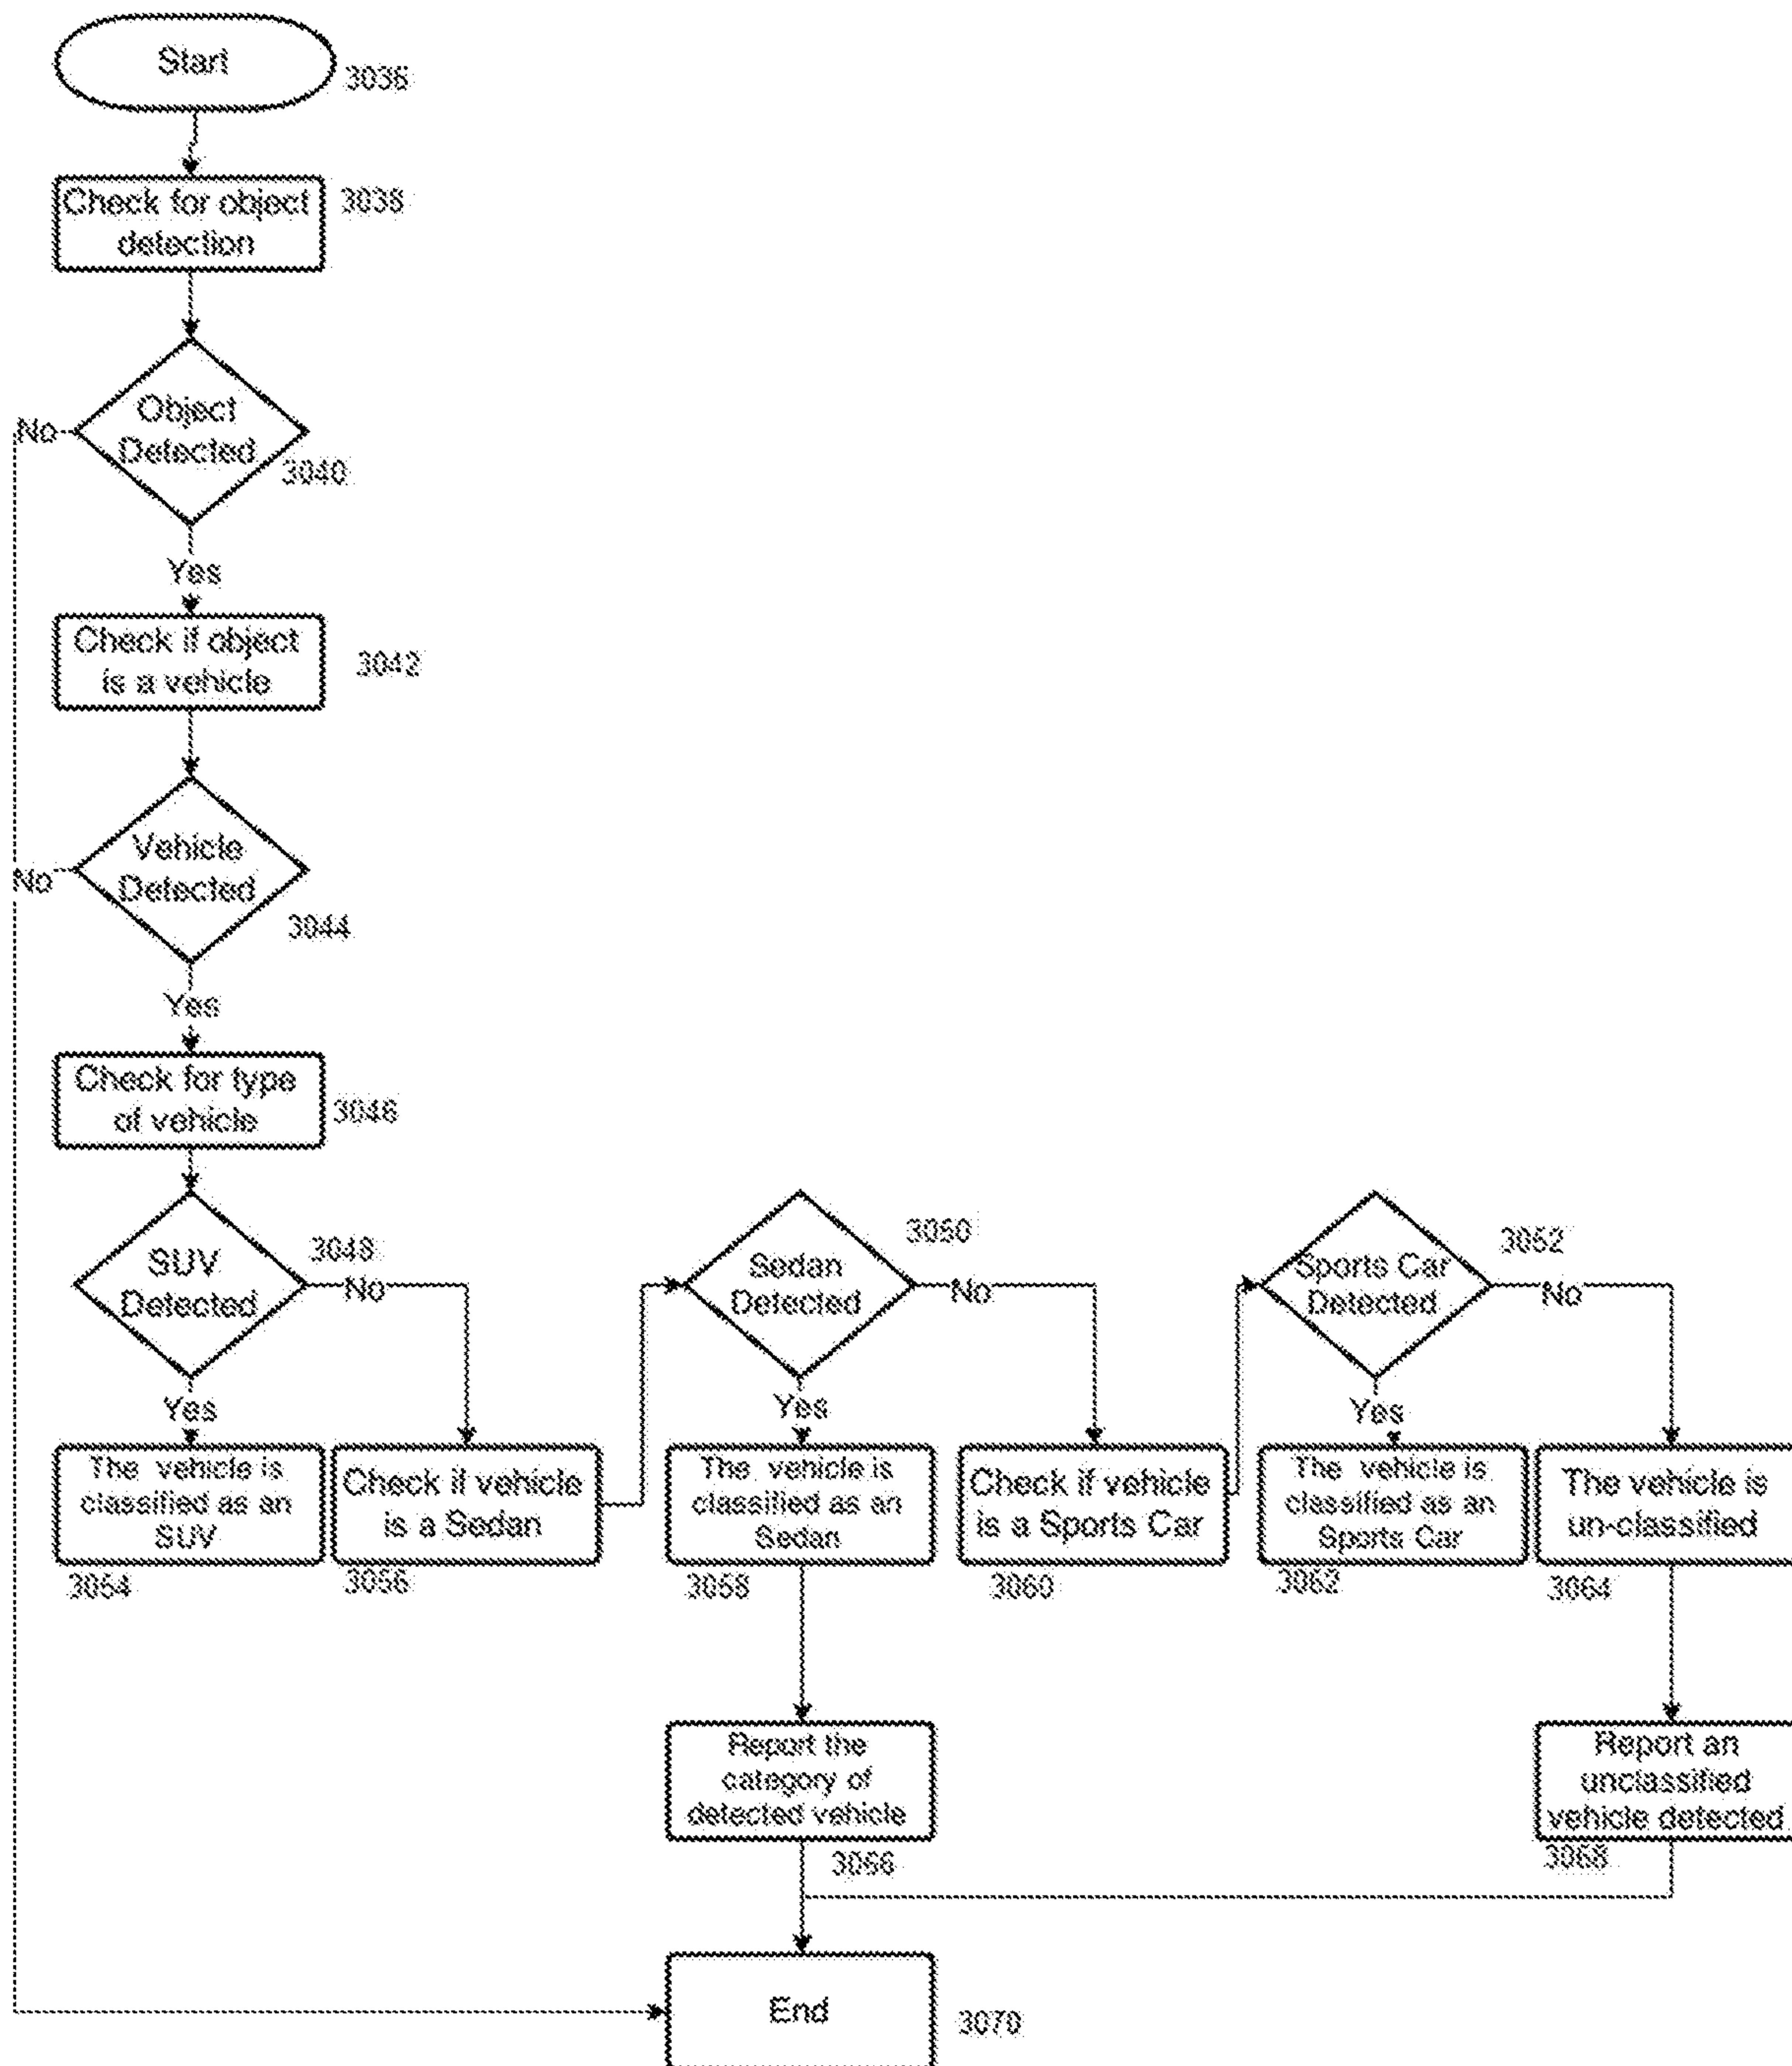 Start
3036
Check for object
detection
3038
Object
Detected
3040
No
Yes
Check if object
is a vehicle
3042
Vehicle
Detected
3044
No
Yes
Check for type
of vehicle
3046
SUV
Detected
3048
No
Yes
Sedan
Detected
3050
No
Yes
Sports Car
Detected
3052
No
Yes
The vehicle is
classified as an
SUV
3054
Check if vehicle
is a Sedan
3056
The vehicle is
classified as an
Sedan
3058
Check if vehicle
is a Sports Car
3060
The vehicle is
classified as an
Sports Car
3062
The vehicle is
un-classified
3064
Report the
category of
detected vehicle
3066
Report an
unclassified
vehicle detected
3068
End
3070